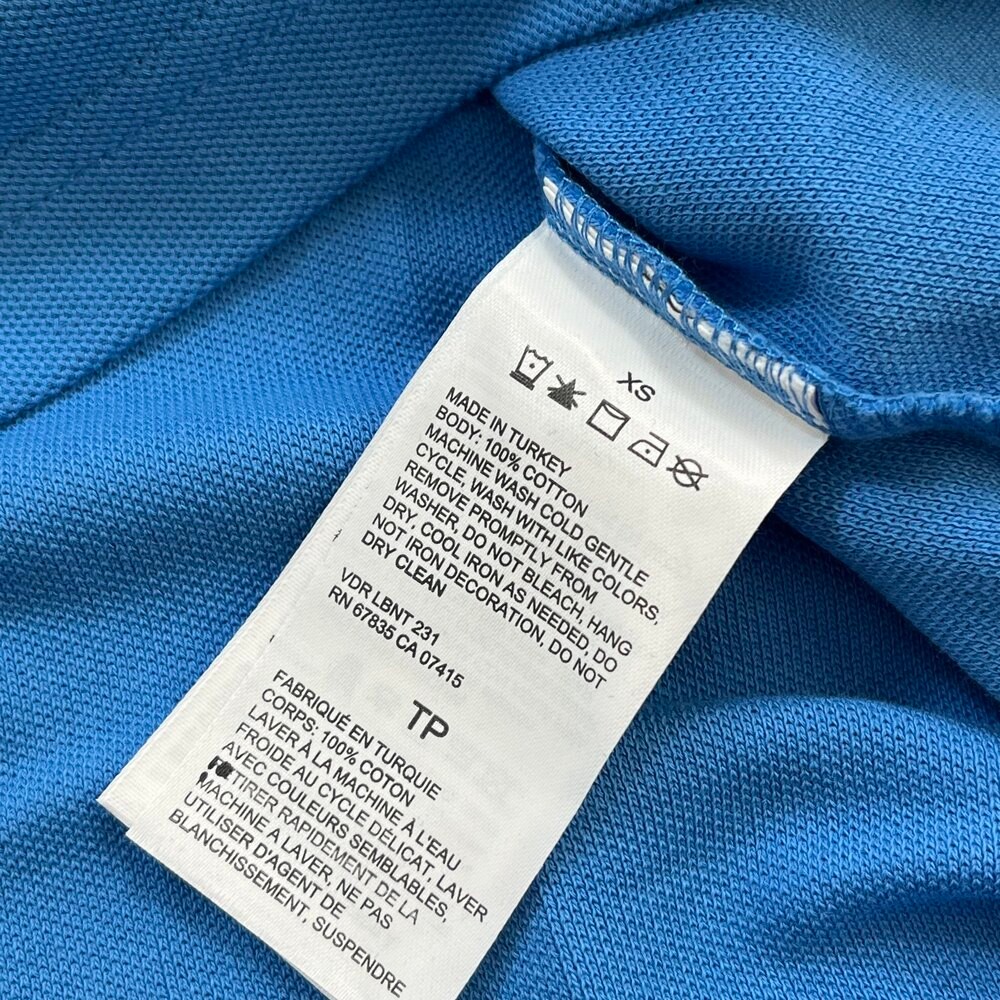 XS
MADE IN TURKEY
BODY: 100% COTTON
MACHINE WASH COLD GENTLE
CYCLE, WASH WITH LIKE COLORS,
REMOVE PROMPTLY FROM
WASHER, DO NOT BLEACH, HANG
DRY, COOL IRON AS NEEDED, DO
NOT IRON DECORATION, DO NOT
DRY CLEAN
VDR LBNT 231
RN 67835 CA 07415
TP
FABRIQUÉ EN TURQUIE
CORPS: 100% COTON
LAVER À LA MACHINE À L'EAU
FROIDE AU CYCLE DÉLICAT, LAVER
AVEC COULEURS SEMBLABLES,
TIRER RAPIDEMENT DE LA
MACHINE A LAVER, NE PAS
UTILISER D'AGENT DE
BLANCHISSEMENT, SUSPENDRE